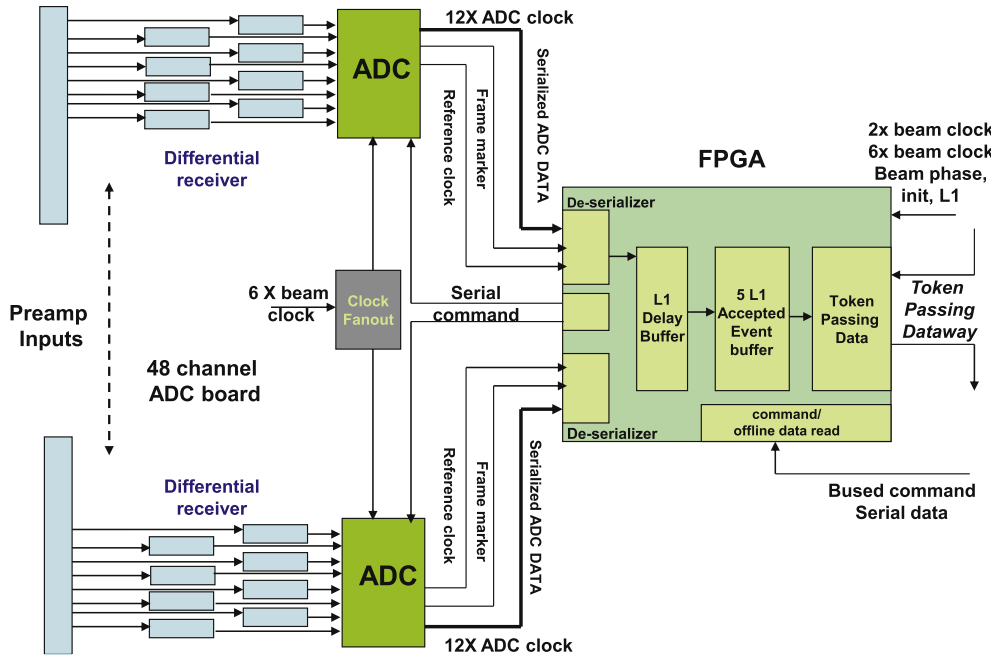 12X ADC clock
ADC
Differential
receiver
Reference clock
Frame marker
Serialized ADC DATA
FPGA
2x beam clock
6x beam clock
Beam phase,
init, L1
De-serializer
Preamp
Inputs
6 X beam
clock
Clock
Fanout
Serial
command
L1
Delay
Buffer
5 L1
Accepted
Event
buffer
Token
Passing
Data
Token
Passing
Dataway
48 channel
ADC board
command/
offline data read
De-serializer
Bused command
Serial data
Differential
receiver
ADC
Reference clock
Frame marker
Serialized ADC DATA
12X ADC clock